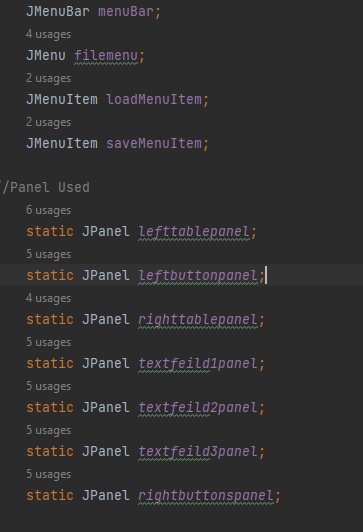 JMenuBar menuBar;
4 usages
JMenu filemenu;
2 usages
JMenuItem loadMenuItem;
2 usages
JMenuItem saveMenuItem;
//Panel Used
6 usages
static JPanel lefttablepanel;
5 usages
static JPanel leftbuttonpanel;
4 usages
static JPanel righttablepanel;
5 usages
static JPanel textfeild1panel;
5 usages
static JPanel textfeild2panel;
5 usages
static JPanel textfeild3panel;
5 usages
static JPanel rightbuttonspanel;